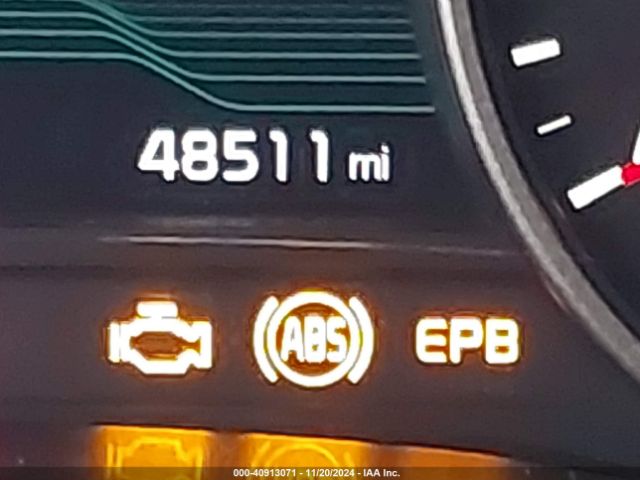 48511 mi
ABS EPB
000-40913071 - 11/20/2024 - IAA Inc.